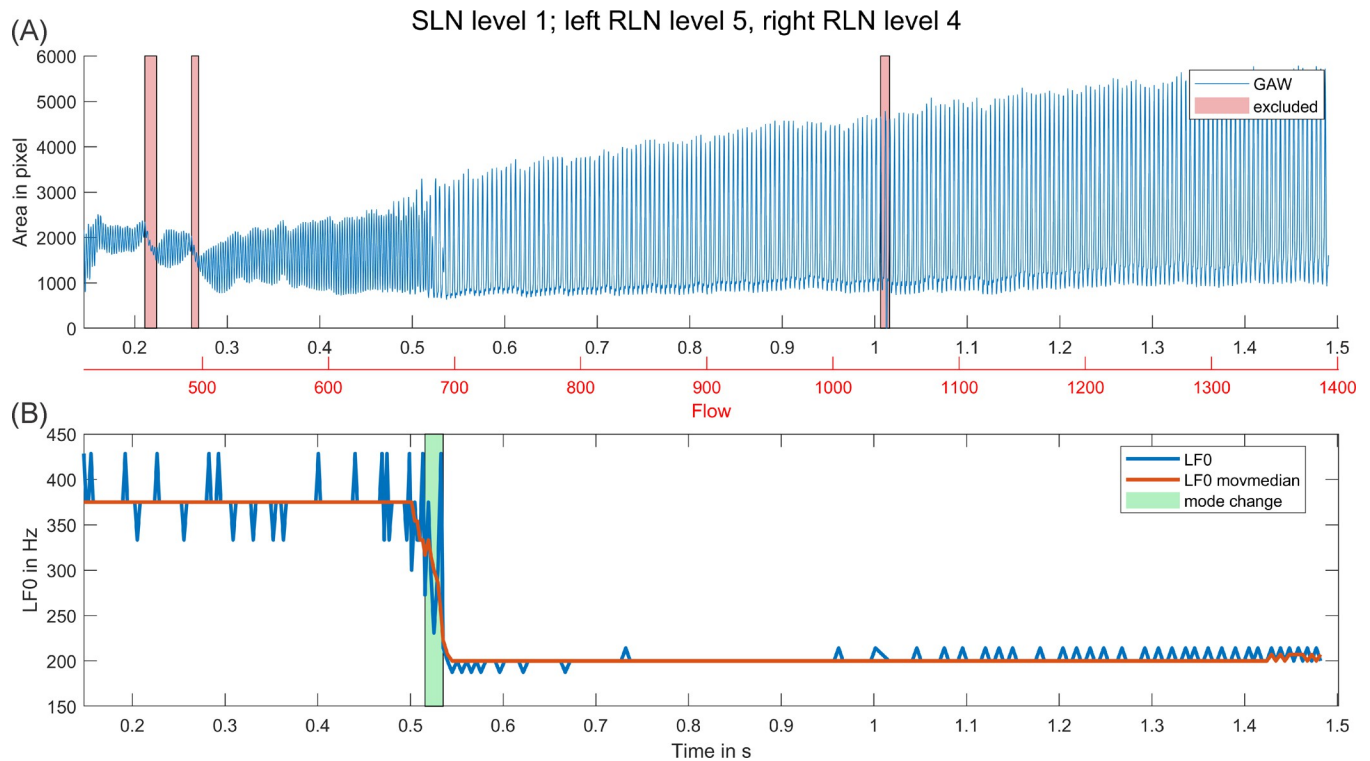 SLN level 1; left RLN level 5, right RLN level 4
(A)
6000
5000
4000
3000
2000
1000
0
Area in pixel
GAW
excluded
0.2 0.3 0.4 0.5 0.6 0.7 0.8 0.9 1 1.1 1.2 1.3 1.4 1.5
500 600 700 800 900 1000 1100 1200 1300 1400
Flow
(B)
450
400
350
300
250
200
150
LF0 in Hz
LF0
LF0 movmedian
mode change
0.2 0.3 0.4 0.5 0.6 0.7 0.8 0.9 1 1.1 1.2 1.3 1.4 1.5
Time in s